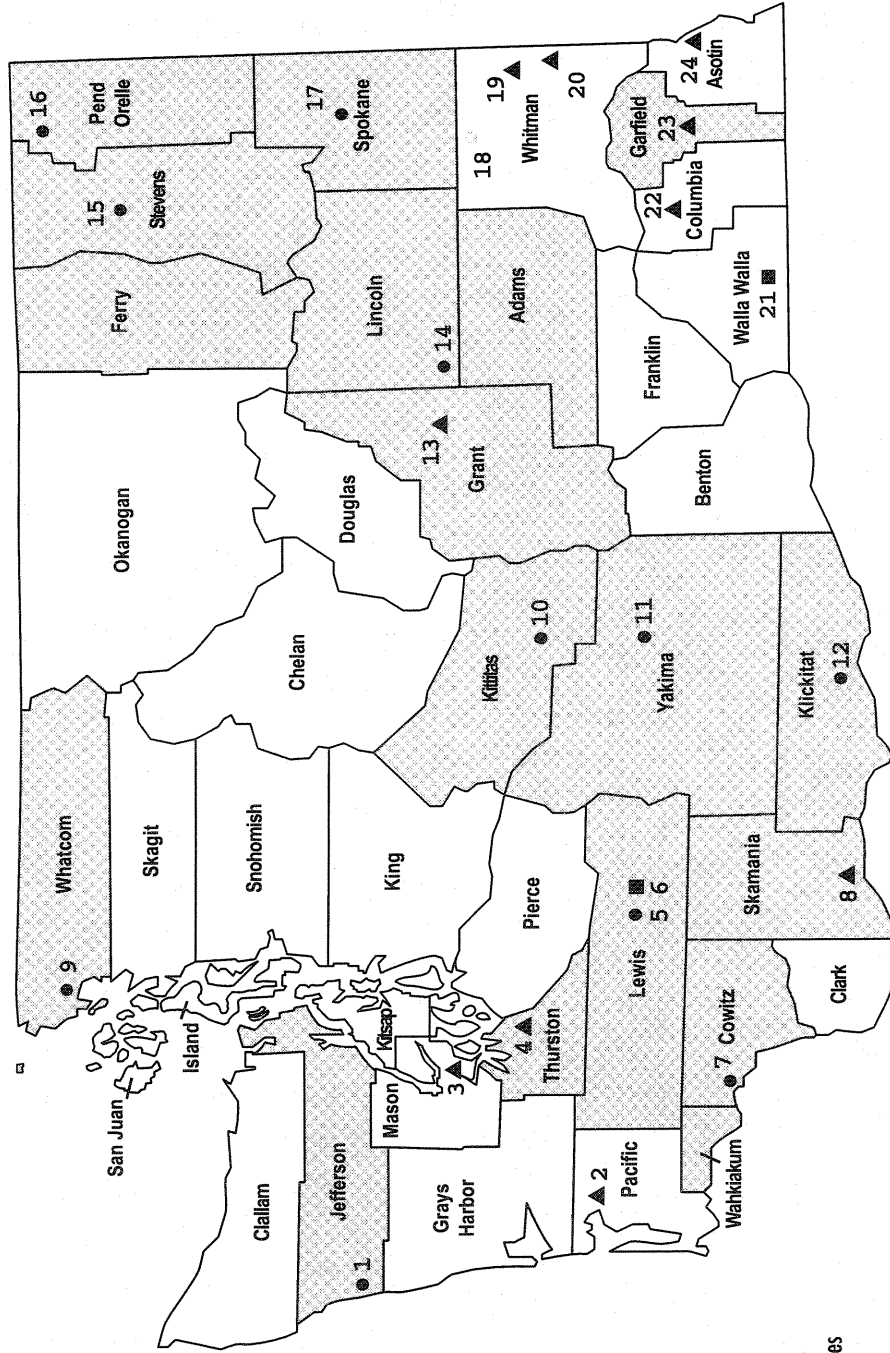 Whatcom
9
San Juan
Island
Skagit
Snohomish
King
Kitsap
Clallam
Jefferson
1
Mason
3
Grays
Harbor
Thurston
4
Pierce
2
Pacific
Lewis
5
6
Wahkiakum
7
Cowitz
Clark
Skamania
8
Okanogan
Chelan
Douglas
Kittitas
10
Yakima
11
Klickitat
12
Grant
13
Ferry
Stevens
15
Pend
Orelle
16
Lincoln
14
Spokane
17
Adams
18
Whitman
19
20
Franklin
Benton
Walla Walla
21
Columbia
22
Garfield
23
Asotin
24
es